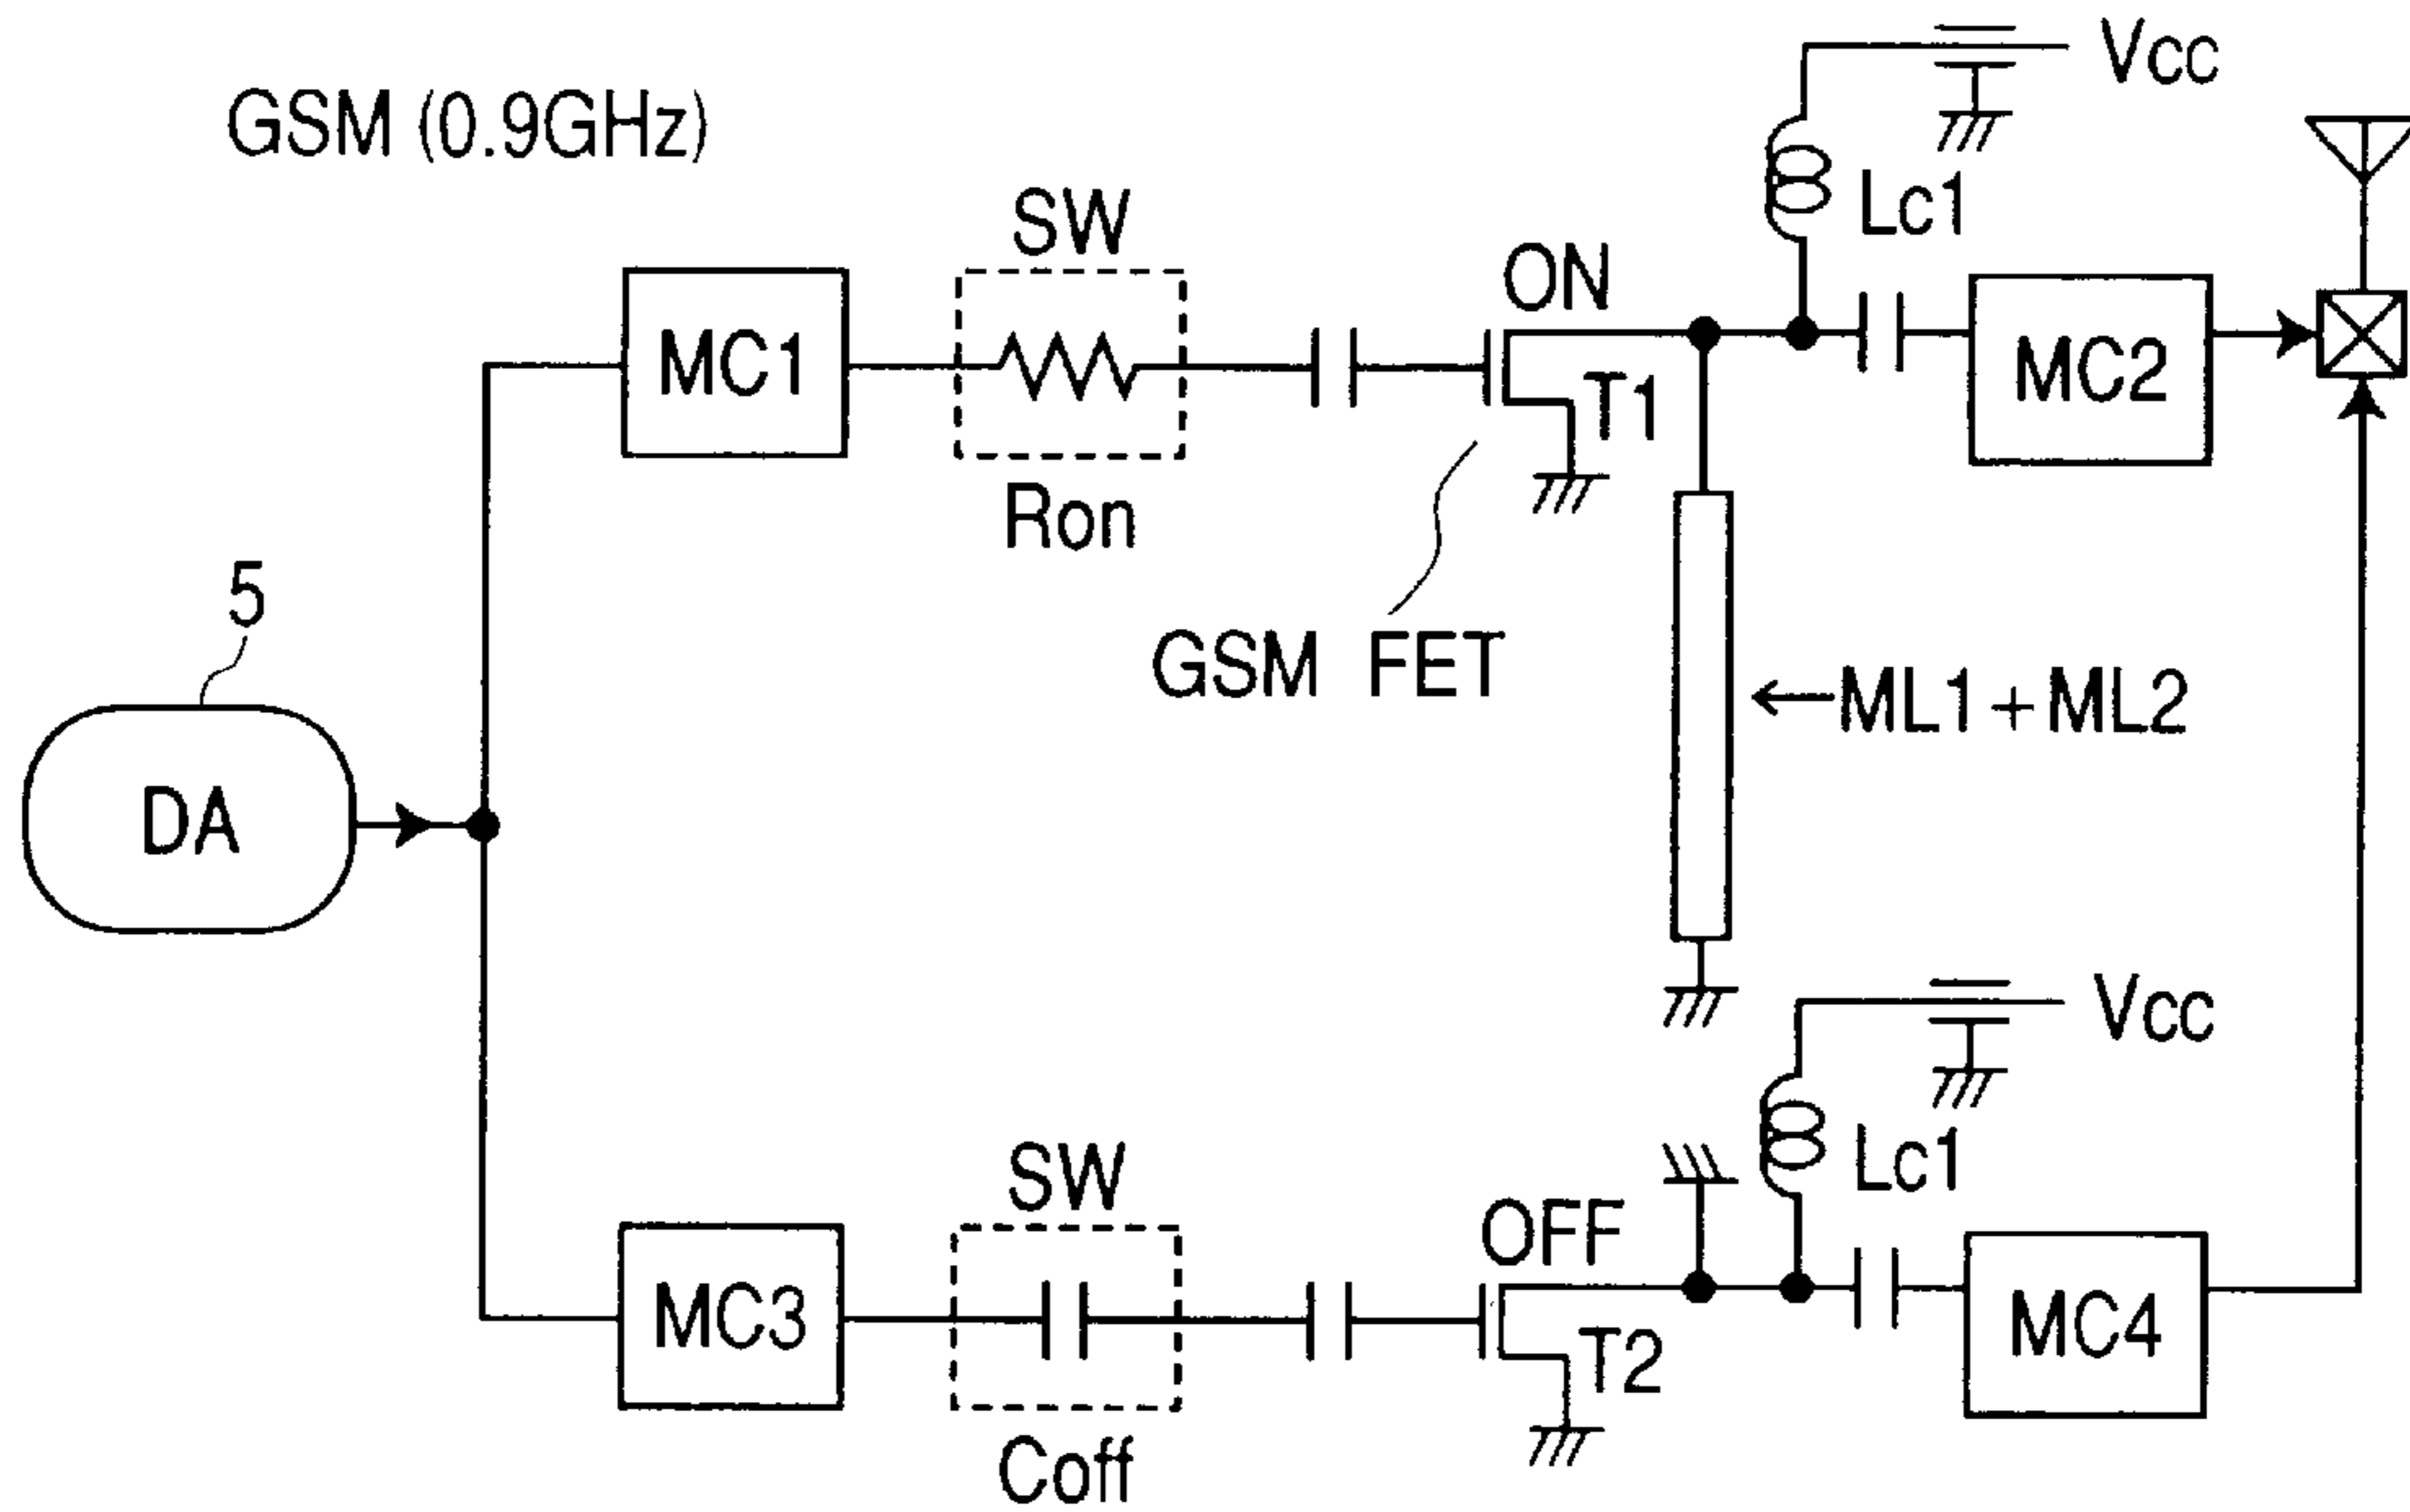 Vcc
GSM (0.9GHz)
SW
Lc1
ON
MC1
MC2
T1
Ron
5
GSM FET
ML1+ML2
DA
Vcc
SW
Lc1
OFF
MC3
MC4
T2
Coff